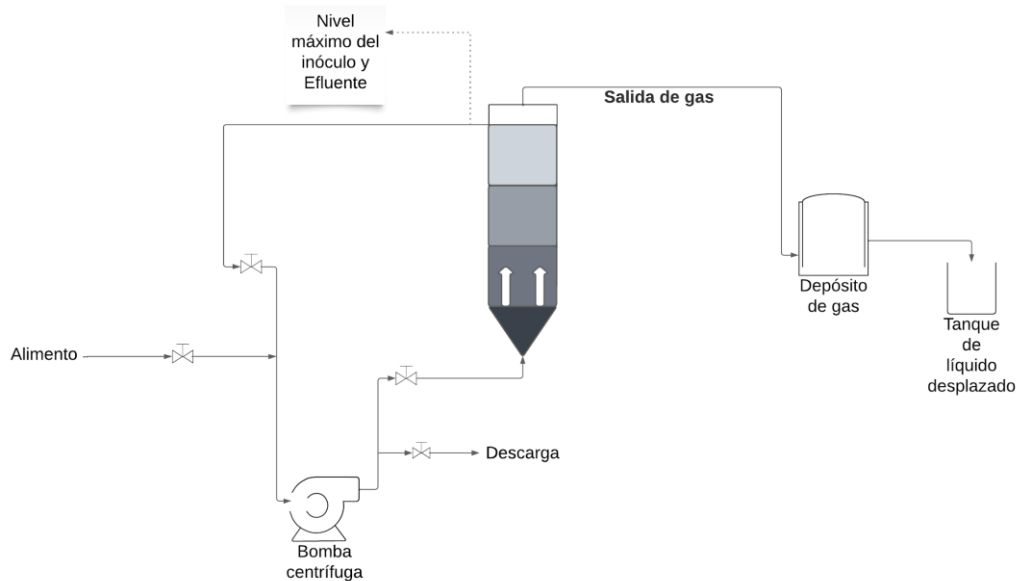 Nivel
máximo del
inóculo y
Efluente
Salida de gas
Depósito
de gas
Tanque
de
líquido
desplazado
Alimento
Descarga
Bomba
centrífuga